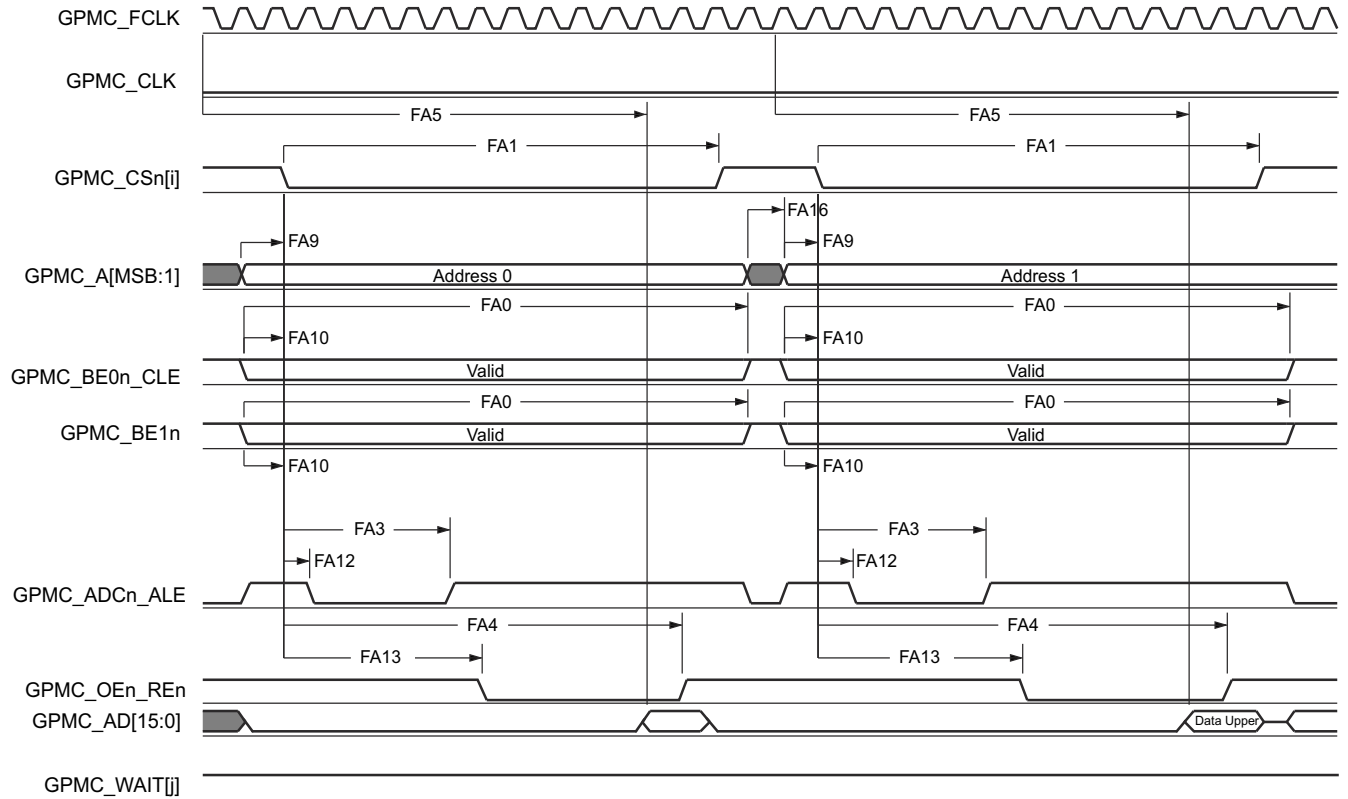 GPMC_FCLK
GPMC_CLK
FA5 FA5
FA1 FA1
GPMC_CSn[i]
FA16
FA9 FA9
GPMC_A[MSB:1] Address 0 Address 1
FA0 FA0
FA10 FA10
GPMC_BE0n_CLE Valid Valid
FA0 FA0
GPMC_BE1n Valid Valid
FA10 FA10
FA3 FA3
FA12 FA12
GPMC_ADCn_ALE
FA4 FA4
FA13 FA13
GPMC_OEn_REn
GPMC_AD[15:0] Data Upper
GPMC_WAIT[j]